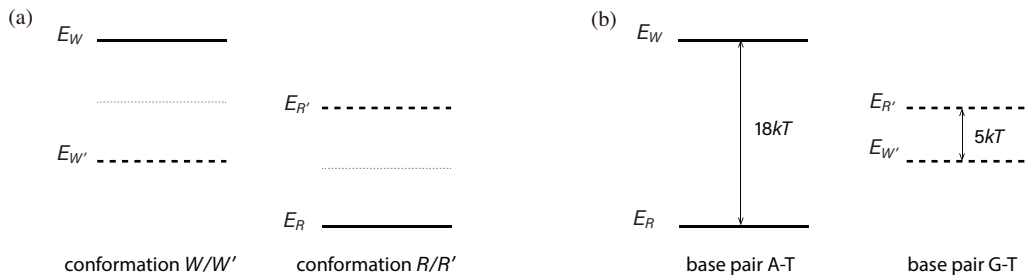 (a)
E_W
E_W'
conformation W/W'
E_R'
E_R
conformation R/R'
(b)
E_W
E_R
18kT
base pair A-T
E_R'
E_W'
5kT
base pair G-T